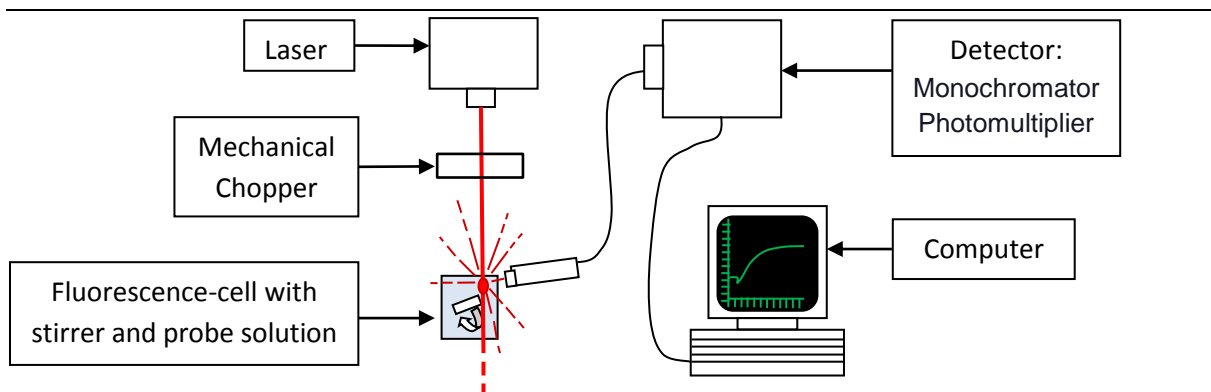 Laser
Detector:
Monochromator
Photomultiplier
Mechanical
Chopper
Computer
Fluorescence-cell with
stirrer and probe solution